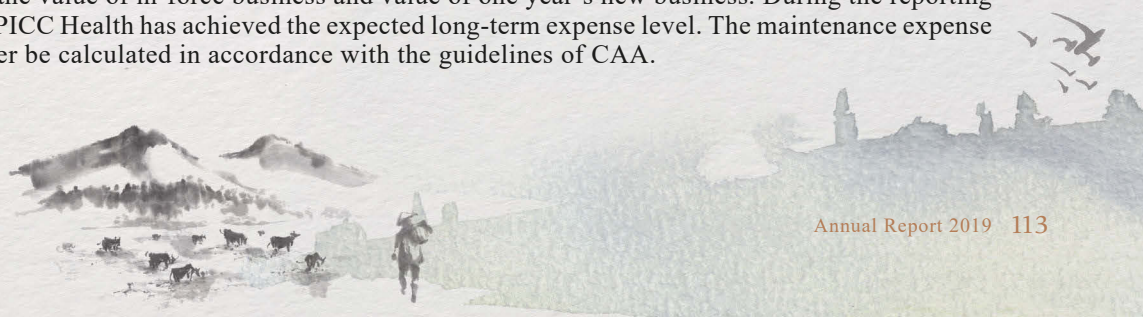 the value of in-force business and value of one year's new business. During the reporting
PICC Health has achieved the expected long-term expense level. The maintenance expense
er be calculated in accordance with the guidelines of CAA.
Annual Report 2019 113